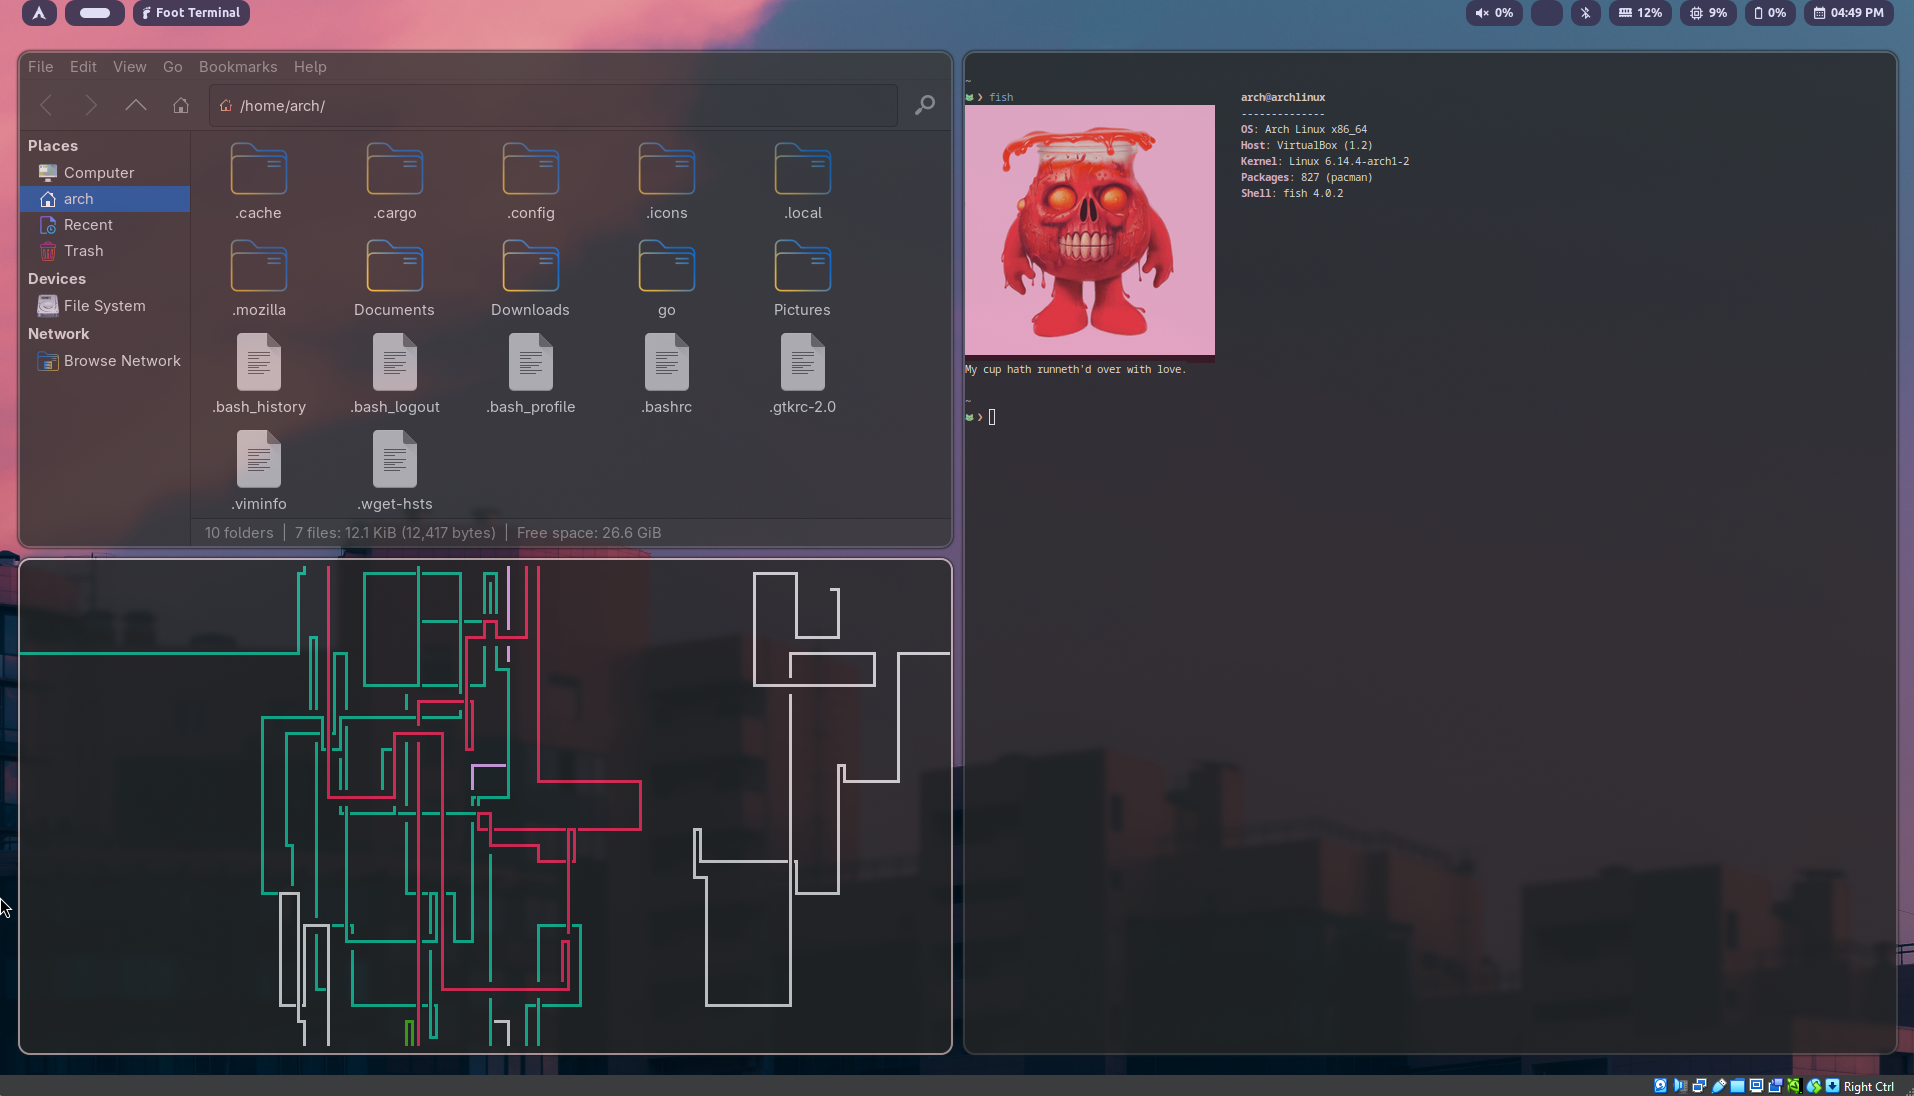 Foot Terminal
0%
12%
9%
0%
04:49 PM
File Edit View Go Bookmarks Help
/home/arch/
Places
Computer
arch
Recent
Trash
Devices
File System
Network
Browse Network
.cache .cargo .config .icons .local
.mozilla Documents Downloads go Pictures
.bash_history .bash_logout .bash_profile .bashrc .gtkrc-2.0
.viminfo .wget-hsts
10 folders | 7 files: 12.1 KiB (12,417 bytes) | Free space: 26.6 GiB
~
❯ fish
arch@archlinux
--------------
OS: Arch Linux x86_64
Host: VirtualBox (1.2)
Kernel: Linux 6.14.4-arch1-2
Packages: 827 (pacman)
Shell: fish 4.0.2
My cup hath runneth'd over with love.
~
❯
Right Ctrl